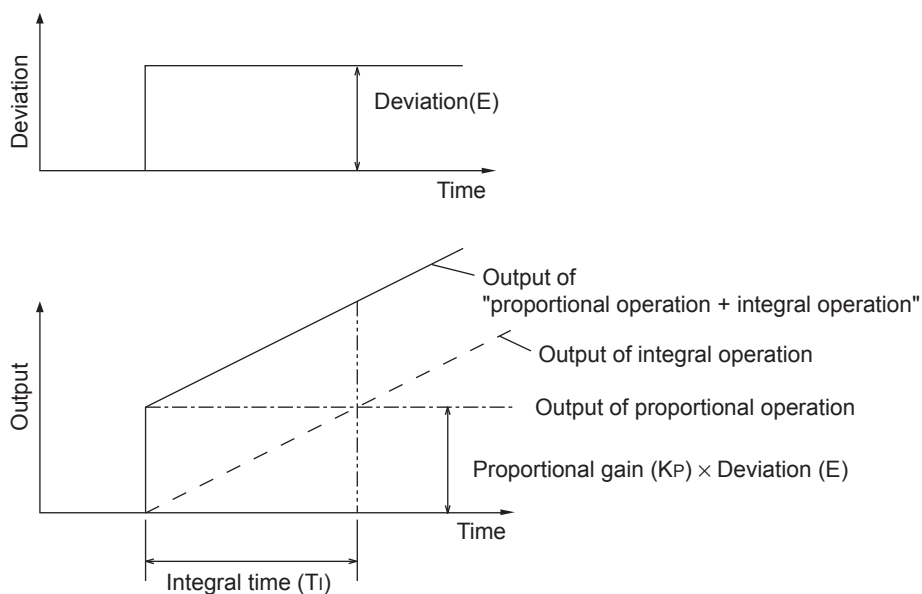 Deviation
Deviation(E)
Time
Output
Output of
"proportional operation + integral operation"
Output of integral operation
Output of proportional operation
Proportional gain (KP) × Deviation (E)
Time
Integral time (TI)